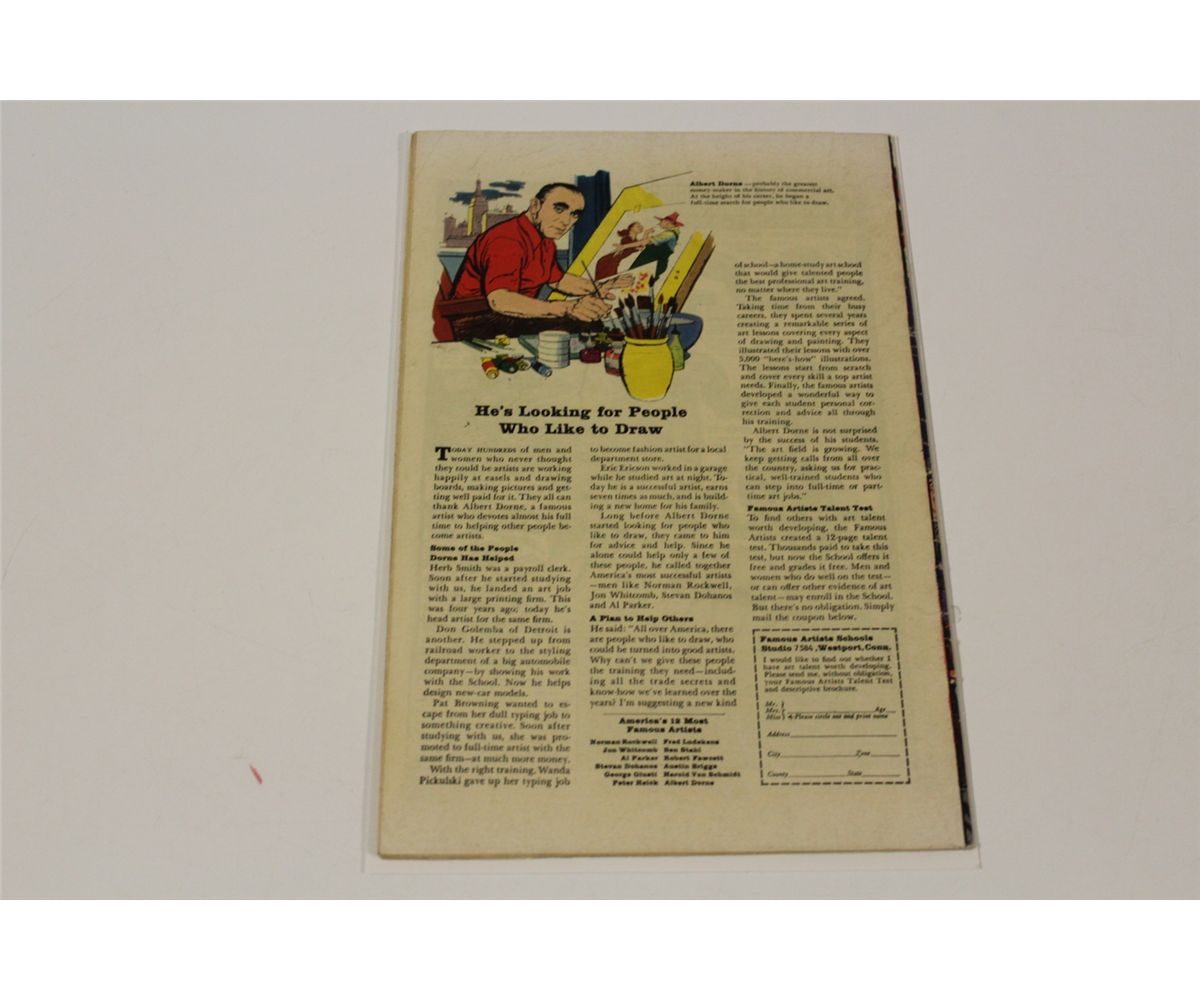 Albert Dorne — probably the greatest
money-maker in the history of commercial art.
At the height of his career, he began a
full-time search for people who like to draw.
He's Looking for People
Who Like to Draw
TODAY HUNDREDS of men and
women who never thought
they could be artists are working
happily at easels and drawing
boards, making pictures and get-
ting well paid for it. They all can
thank Albert Dorne, a famous
artist who devotes almost his full
time to helping other people be-
come artists.
Some of the People
Dorne Has Helped
Herb Smith was a payroll clerk.
Soon after he started studying
with us, he landed an art job
with a large printing firm. This
was four years ago; today he's
head artist for the same firm.
Don Golemba of Detroit is
another. He stepped up from
railroad worker to the styling
department of a big automobile
company—by showing his work
with the School. Now he helps
design new-car models.
Pat Browning wanted to es-
cape from her dull typing job to
something creative. Soon after
studying with us, she was pro-
moted to full-time artist with the
same firm—at much more money.
With the right training, Wanda
Pickulski gave up her typing job
to become fashion artist for a local
department store.
Eric Ericson worked in a garage
while he studied art at night. To-
day he is a successful artist, earns
seven times as much, and is build-
ing a new home for his family.
Long before Albert Dorne
started looking for people who
like to draw, they came to him
for advice and help. Since he
alone could help only a few of
these people, he called together
America's most successful artists
—men like Norman Rockwell,
Jon Whitcomb, Stevan Dohanos
and Al Parker.
A Plan to Help Others
He said: "All over America, there
are people who like to draw, who
could be turned into good artists.
Why can't we give these people
the training they need—includ-
ing all the trade secrets and
know-how we've learned over the
years? I'm suggesting a new kind
America's 12 Most
Famous Artists
Norman Rockwell Fred Ludekens
Jon Whitcomb Ben Stahl
Al Parker Robert Fawcett
Stevan Dohanos Austin Briggs
George Giusti Harold Von Schmidt
Peter Helck Albert Dorne
of school—a home-study art school
that would give talented people
the best professional art training,
no matter where they live."
The famous artists agreed.
Taking time from their busy
careers, they spent several years
creating a remarkable series of
art lessons covering every aspect
of drawing and painting. They
illustrated their lessons with over
5,000 "here's-how" illustrations.
The lessons start from scratch
and cover every skill a top artist
needs. Finally, the famous artists
developed a wonderful way to
give each student personal cor-
rection and advice all through
his training.
Albert Dorne is not surprised
by the success of his students.
"The art field is growing. We
keep getting calls from all over
the country, asking us for prac-
tical, well-trained students who
can step into full-time or part-
time art jobs."
Famous Artists Talent Test
To find others with art talent
worth developing, the Famous
Artists created a 12-page talent
test. Thousands paid to take this
test, but now the School offers it
free and grades it free. Men and
women who do well on the test—
or can offer other evidence of art
talent—may enroll in the School.
But there's no obligation. Simply
mail the coupon below.
Famous Artists Schools
Studio 7504, Westport, Conn.
I would like to find out whether I
have art talent worth developing.
Please send me, without obligation,
your Famous Artists Talent Test
and descriptive brochure.
Mr.
Mrs. Age
Miss Please circle one and print name
Address
City Zone
County State